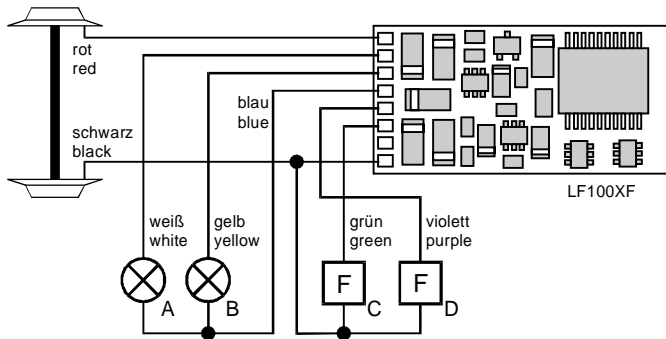 rot
red
blau
blue
schwarz
black
LF100XF
weiß
white
gelb
yellow
grün
green
violett
purple
F
F
A
B
C
D